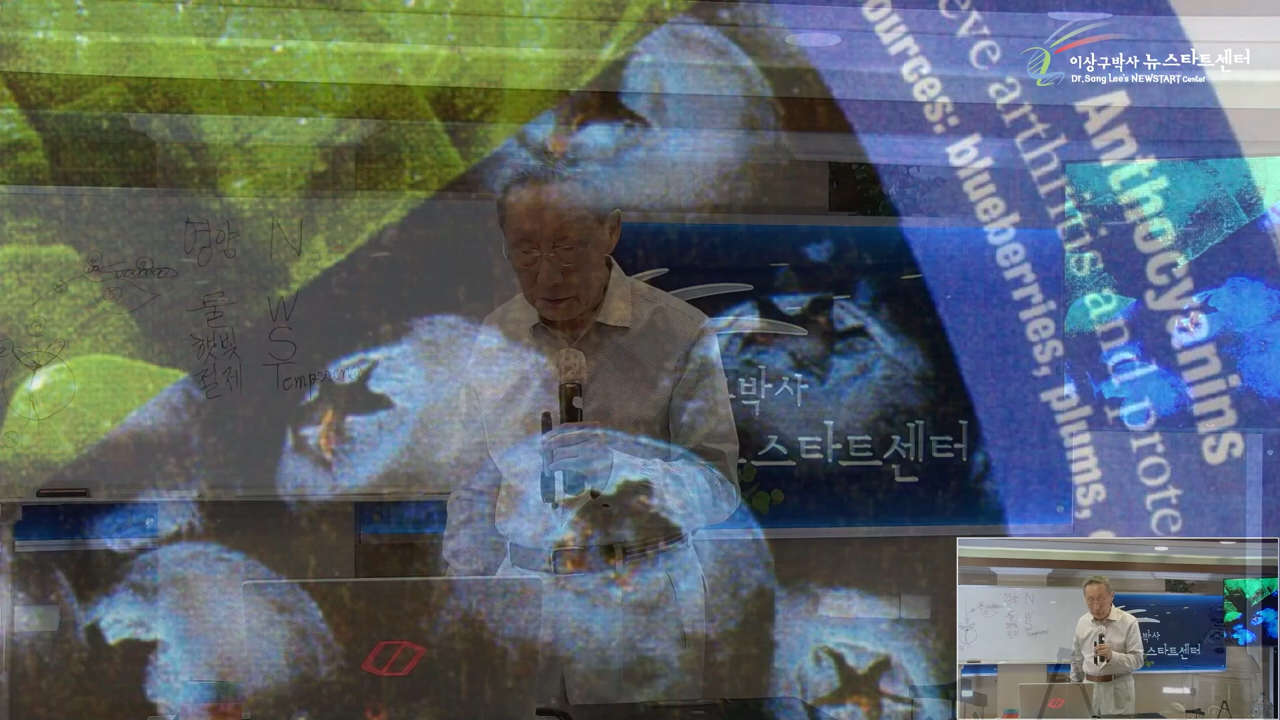 이상구박사 뉴스타트센터
Dr. Sang Lee's NEWSTART Center
Anthocyanins
eve arthritis and prote
ources: blueberries, plums,
영양 N
물 W
햇빛 S
절제 Temperance
박사
스타트센터